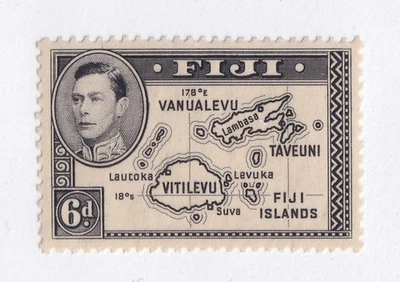 FIJI
178°E
VANUALEVU
Lambasa
TAVEUNI
Lautoka
VITILEVU
Levuka
18°S
Suva
FIJI
ISLANDS
6d